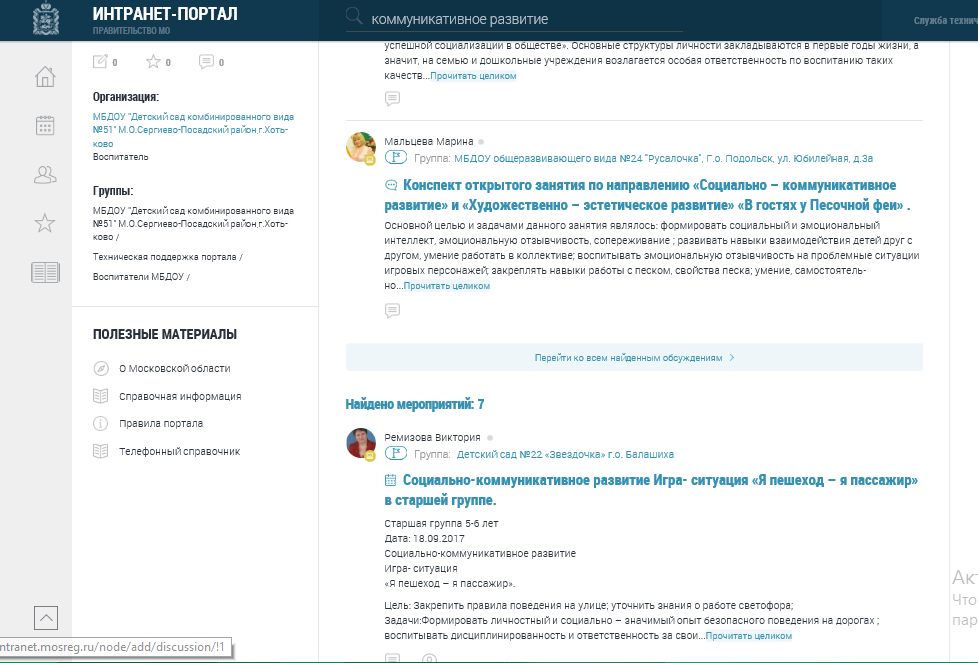 ИНТРАНЕТ-ПОРТАЛ
ПРАВИТЕЛЬСТВО МО
коммуникативное развитие
Служба технич
0
0
0
Организация:
МБДОУ "Детский сад комбинированного вида
№51" М.О.Сергиево-Посадский район,г.Хоть-
ково
Воспитатель
Группы:
МБДОУ "Детский сад комбинированного вида
№51" М.О.Сергиево-Посадский район,г.Хоть-
ково /
Техническая поддержка портала /
Воспитатели МБДОУ /
ПОЛЕЗНЫЕ МАТЕРИАЛЫ
О Московской области
Справочная информация
Правила портала
Телефонный справочник
успешной социализации в обществе». Основные структуры личности закладываются в первые годы жизни, а
значит, на семью и дошкольные учреждения возлагается особая ответственность по воспитанию таких
качеств...Прочитать целиком
Мальцева Марина
Группа: МБДОУ общеразвивающего вида №24 "Русалочка", Г.о. Подольск, ул. Юбилейная, д.3а
Конспект открытого занятия по направлению «Социально – коммуникативное
развитие» и «Художественно – эстетическое развитие» «В гостях у Песочной феи» .
Основной целью и задачами данного занятия являлось: формировать социальный и эмоциональный
интеллект, эмоциональную отзывчивость, сопереживание ; развивать навыки взаимодействия детей друг с
другом, умение работать в коллективе; воспитывать эмоциональную отзывчивость на проблемные ситуации
игровых персонажей; закреплять навыки работы с песком, свойства песка; умение, самостоятель-
но...Прочитать целиком
Перейти ко всем найденным обсуждениям
Найдено мероприятий: 7
Ремизова Виктория
Группа: Детский сад №22 «Звездочка» г.о. Балашиха
Социально-коммуникативное развитие Игра- ситуация «Я пешеход – я пассажир»
в старшей группе.
Старшая группа 5-6 лет
Дата: 18.09.2017
Социально-коммуникативное развитие
Игра- ситуация
«Я пешеход – я пассажир».
Цель: Закрепить правила поведения на улице; уточнить знания о работе светофора;
Задачи:Формировать личностный и социально – значимый опыт безопасного поведения на дорогах ;
воспитывать дисциплинированность и ответственность за свои...Прочитать целиком
Акт
Что
пар
ntranet.mosreg.ru/node/add/discussion/!1